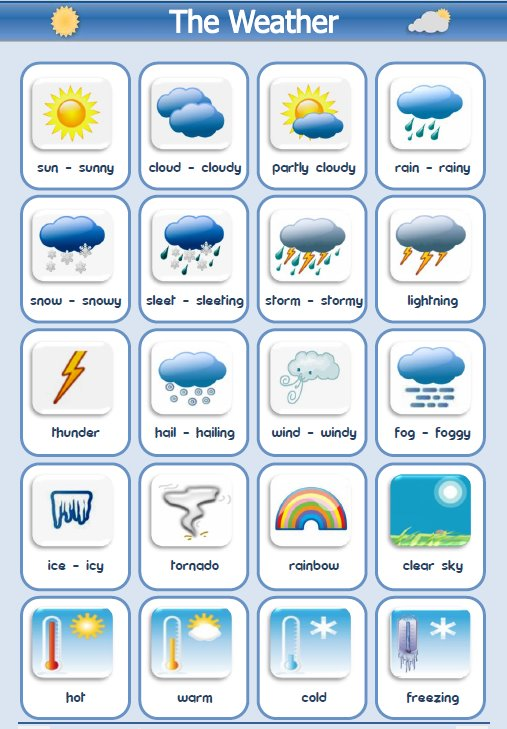 The Weather
sun - sunny
cloud - cloudy
partly cloudy
rain - rainy
snow - snowy
sleet - sleeting
storm - stormy
lightning
thunder
hail - hailing
wind - windy
fog - foggy
ice - icy
tornado
rainbow
clear sky
hot
warm
cold
freezing